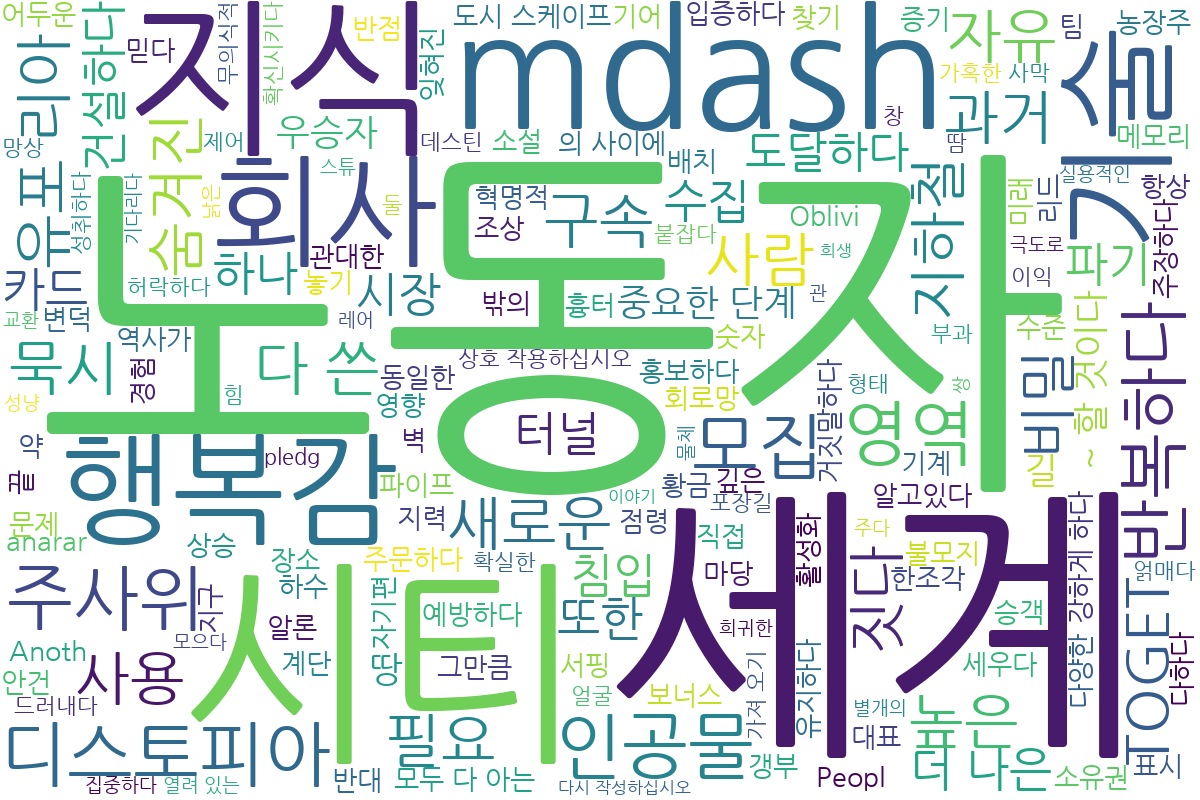 어두운
믿다
무의식적
확신시키다
반점
잊혀진
지식
mdash
도시 스케이프
기어
입증하다
찾기
증기
자유
팀
농장주
가혹한
사막
술
기
메모리
과거
창
땀
리아
건설하다
망상
유포
숨겨진
제어
우승자
데스틴
소설
의 사이에
배치
도달하다
지하철
실용적인
미래
리드
항상
주장하다
성취하다
기다리다
낡은
스튜
회사
둘
혁명적
조상
구속
수집
붙잡다
Oblivi
희생
사람
극도로
이익
파기
카드
변덕
교환
허락하다
하나
관대한
놓기
레어
시장
밖의
흉터
중요한 단계
관
숫자
부과
수준
~ 할 것이다
반복하다
노동자
묵시
역사가
경험
힘
다 쓴
상호 작용하십시오
동일한
영향
홍보하다
회로망
거짓말하다
형태
쌍
영역
비밀
길
성냥
약
끝
행복감
pledg
터널
벽
파이프
물체
모집
이야기
황금
깊은
포장길
기계
알고있다
문제
anarar
상승
지력
새로운
점령
직접
활성화
주다
불모지
한조각
얽매다
강하게 하다
다양한
장소
주문하다
확실한
침입
마당
세계
짓다
승객
TOGET
주사위
지구
하수
알론
모으다
시티
자기편
땅
예방하다
또한
희귀한
Anoth
안건
사용
계단
그만큼
서핑
얼굴
보너스
가져 오기
유지하다
세우다
별개의
다하다
드러내다
디스토피아
필요
인공물
갱부
대표
높은
더 나은
소유권
표시
집중하다
열려 있는
반대
모두 다 아는
다시 작성하십시오
Peopl